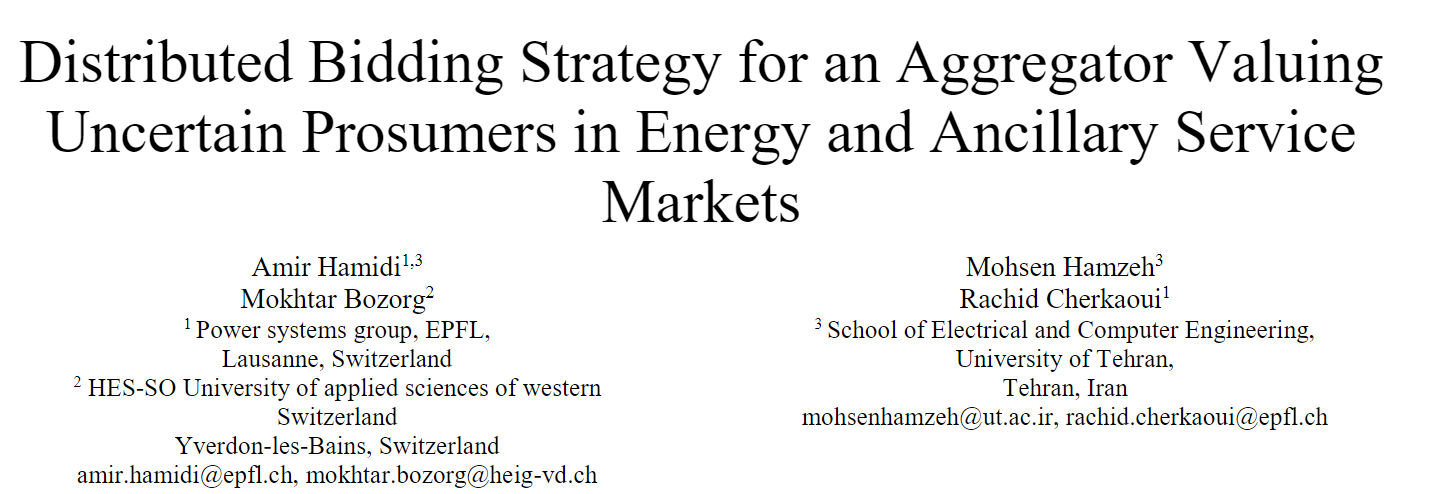 Distributed Bidding Strategy for an Aggregator Valuing
Uncertain Prosumers in Energy and Ancillary Service
Markets
Amir Hamidi1,3
Mokhtar Bozorg2
1 Power systems group, EPFL,
Lausanne, Switzerland
2 HES-SO University of applied sciences of western
Switzerland
Yverdon-les-Bains, Switzerland
amir.hamidi@epfl.ch, mokhtar.bozorg@heig-vd.ch
Mohsen Hamzeh3
Rachid Cherkaoui1
3 School of Electrical and Computer Engineering,
University of Tehran,
Tehran, Iran
mohsenhamzeh@ut.ac.ir, rachid.cherkaoui@epfl.ch